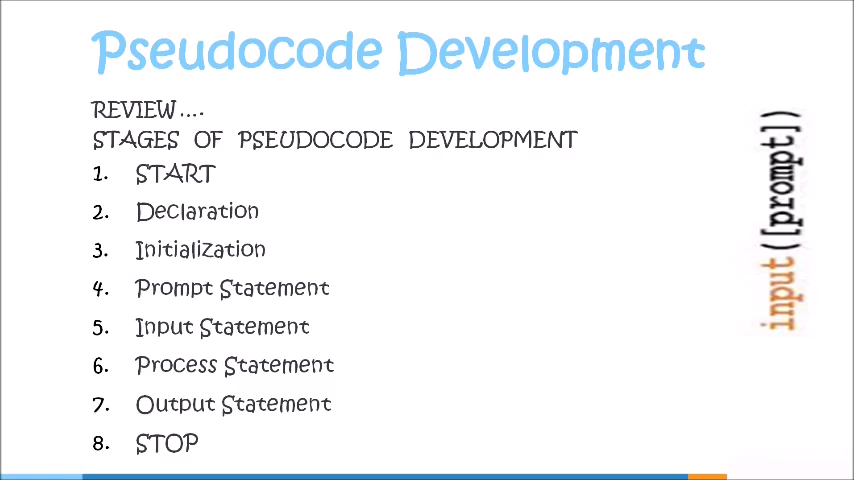 Pseudocode Development
REVIEW....
STAGES OF PSEUDOCODE DEVELOPMENT
1. START
2. Declaration
3. Initialization
4. Prompt Statement
5. Input Statement
6. Process Statement
7. Output Statement
8. STOP
input([prompt])